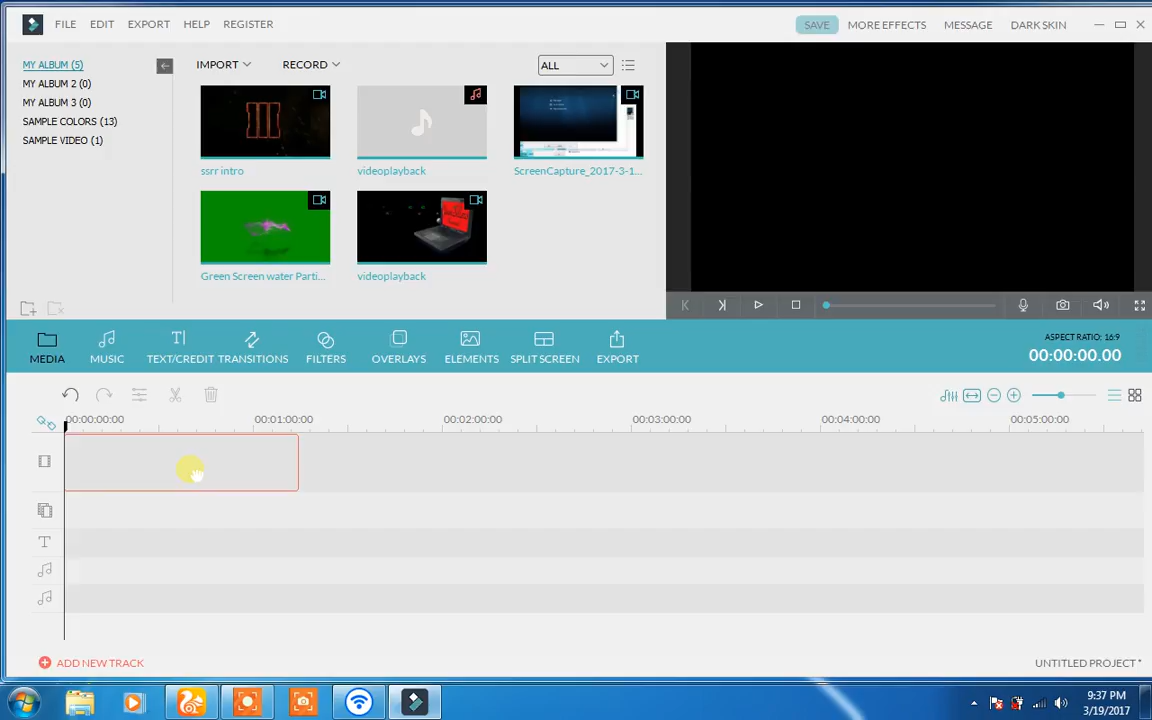 FILE EDIT EXPORT HELP REGISTER SAVE MORE EFFECTS MESSAGE DARK SKIN
MY ALBUM (5)
MY ALBUM 2 (0)
MY ALBUM 3 (0)
SAMPLE COLORS (13)
SAMPLE VIDEO (1)
IMPORT RECORD ALL
ssrr intro videoplayback ScreenCapture_2017-3-1...
Green Screen water Parti... videoplayback
MEDIA MUSIC TEXT/CREDIT TRANSITIONS FILTERS OVERLAYS ELEMENTS SPLIT SCREEN EXPORT
ASPECT RATIO: 16:9
00:00:00.00
00:00:00:00 00:01:00:00 00:02:00:00 00:03:00:00 00:04:00:00 00:05:00:00
T
ADD NEW TRACK UNTITLED PROJECT *
9:37 PM
3/19/2017